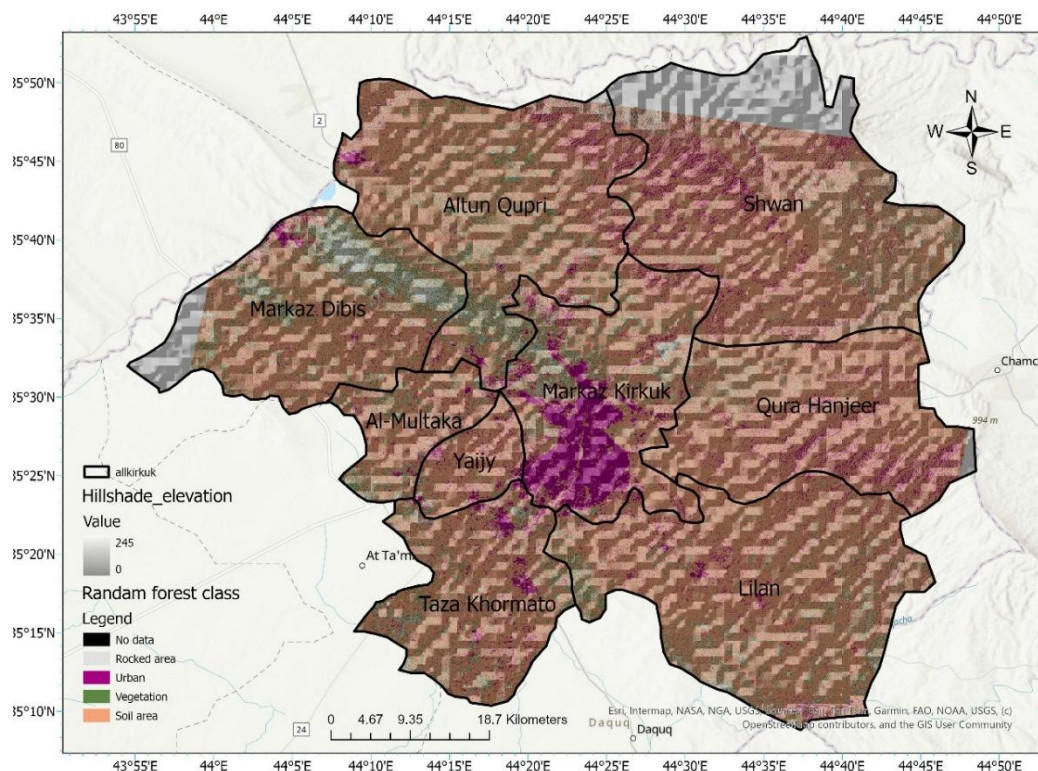 43°55'E 44°00'E 44°5'E 44°10'E 44°15'E 44°20'E 44°25'E 44°30'E 44°35'E 44°40'E 44°45'E 44°50'E
35°50'N
35°45'N
35°40'N
35°35'N
35°30'N
35°25'N
35°20'N
35°15'N
35°10'N
N
W E
S
2
80
Altun Qupri
Shwan
Markaz Dibis
Markaz Kirkuk
Chamc
Al-Multaka
Qura Hanjeer
994 m
Yaijy
At Ta'm
Taza Khormato
Lilan
allkirkuk
Hillshade_elevation
Value
245
0
Randam forest class
Legend
No data
Rocked area
Urban
Vegetation
Soil area
24
0 4.67 9.35 18.7 Kilometers
Daquq
Daquq
Esri, Intermap, NASA, NGA, USGS, Garmin, FAO, NOAA, USGS, (c)
OpenStreetMap contributors, and the GIS User Community
43°55'E 44°00'E 44°5'E 44°10'E 44°15'E 44°20'E 44°25'E 44°30'E 44°35'E 44°40'E 44°45'E 44°50'E